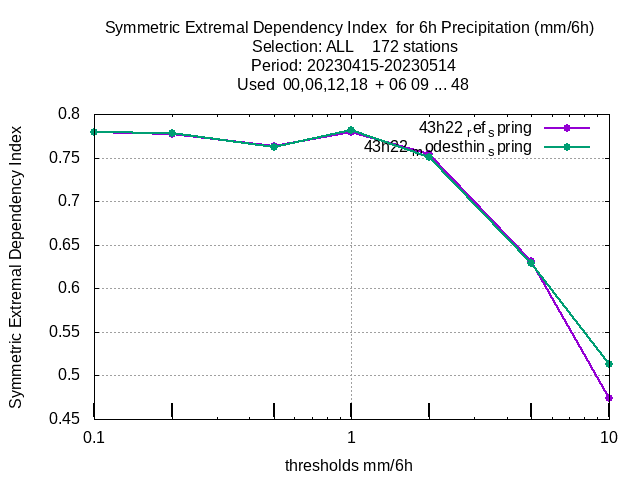 Symmetric Extremal Dependency Index for 6h Precipitation (mm/6h)
Selection: ALL 172 stations
Period: 20230415-20230514
Used 00,06,12,18 + 06 09 ... 48
0.8
0.75
0.7
0.65
0.6
0.55
0.5
0.45
0.1
1
10
Symmetric Extremal Dependency Index
thresholds mm/6h
43h22 ref spring
43h22 modesthin spring